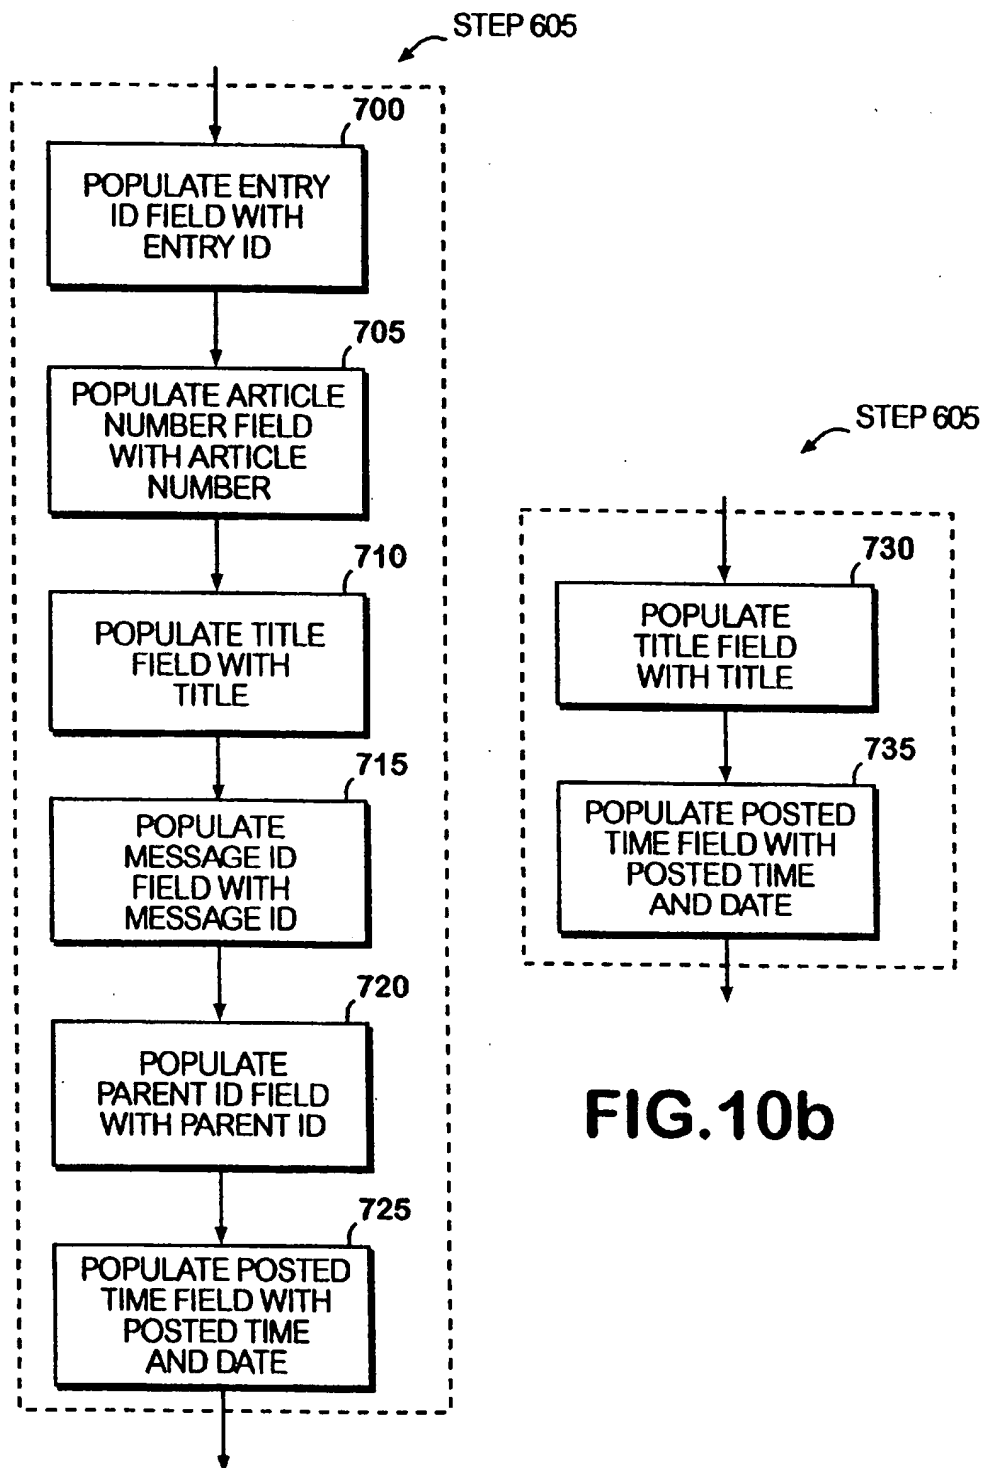 STEP 605
700
POPULATE ENTRY
ID FIELD WITH
ENTRY ID
705
POPULATE ARTICLE
NUMBER FIELD
WITH ARTICLE
NUMBER
710
POPULATE TITLE
FIELD WITH
TITLE
715
POPULATE
MESSAGE ID
FIELD WITH
MESSAGE ID
720
POPULATE
PARENT ID FIELD
WITH PARENT ID
725
POPULATE POSTED
TIME FIELD WITH
POSTED TIME
AND DATE
STEP 605
730
POPULATE
TITLE FIELD
WITH TITLE
735
POPULATE POSTED
TIME FIELD WITH
POSTED TIME
AND DATE
FIG.10b